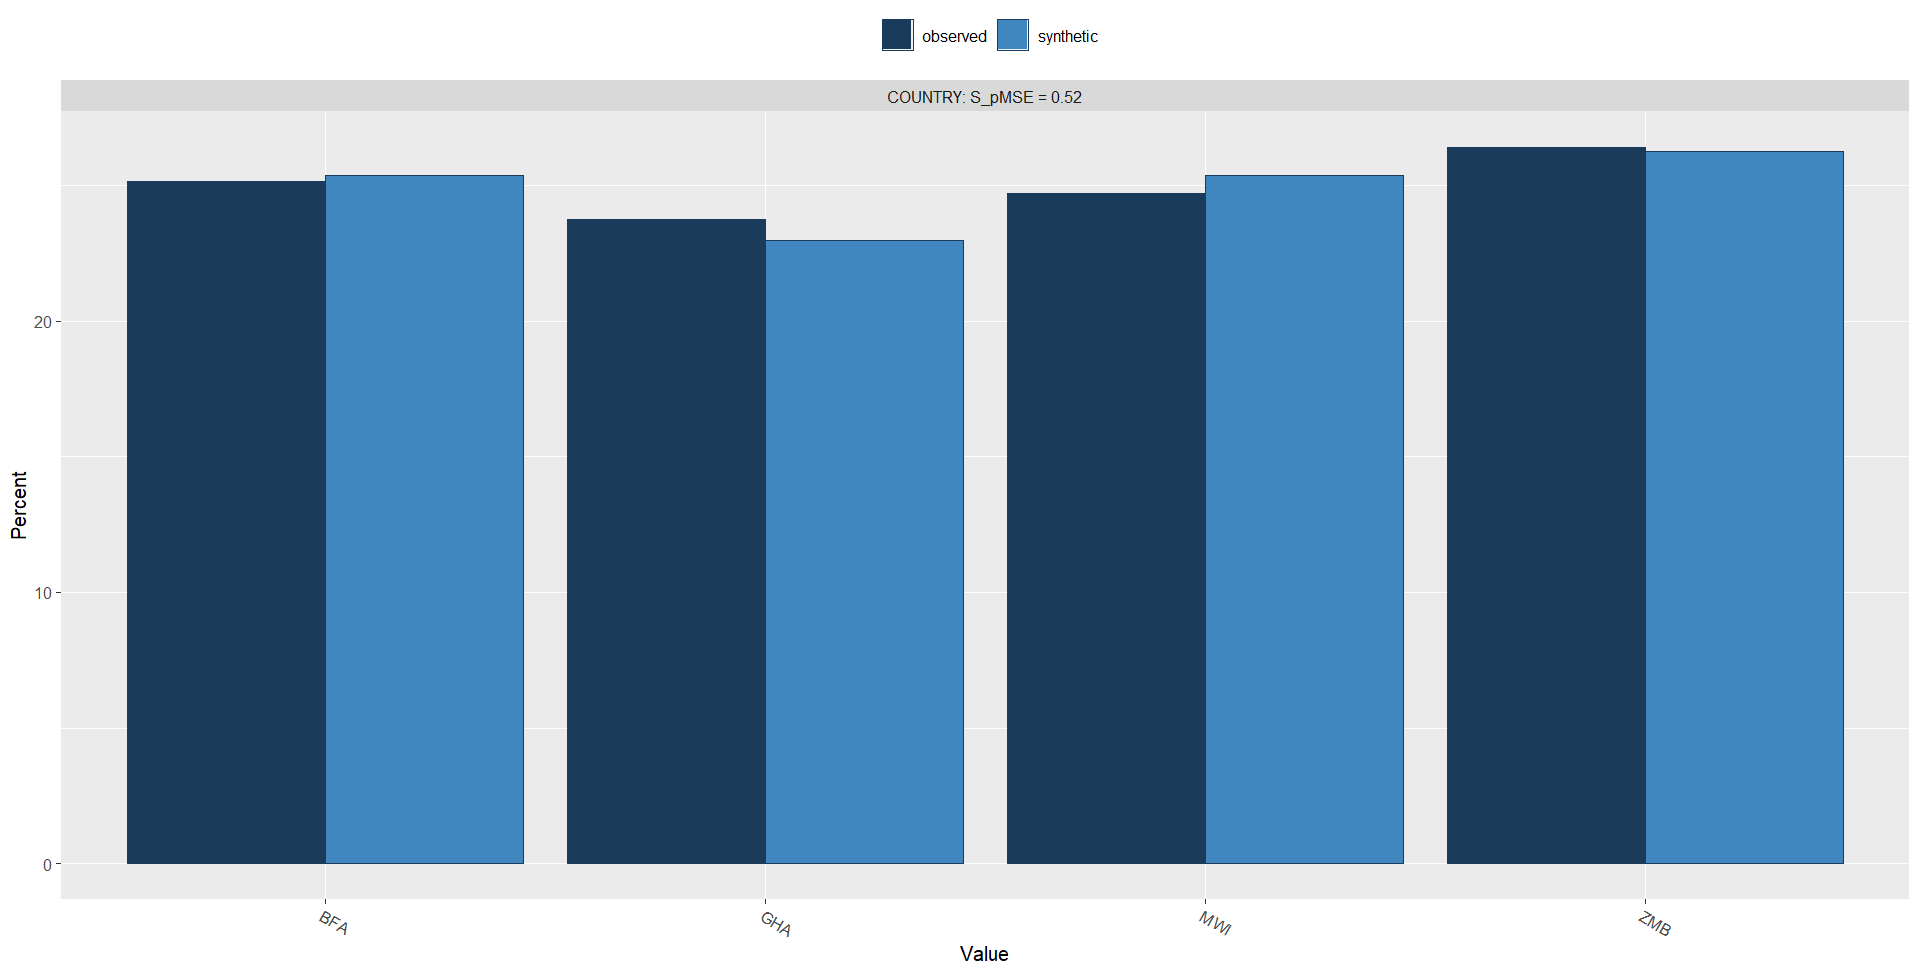 observed synthetic
COUNTRY: S_pMSE = 0.52
Percent
20
10
0
BFA GHA MWI ZMB
Value